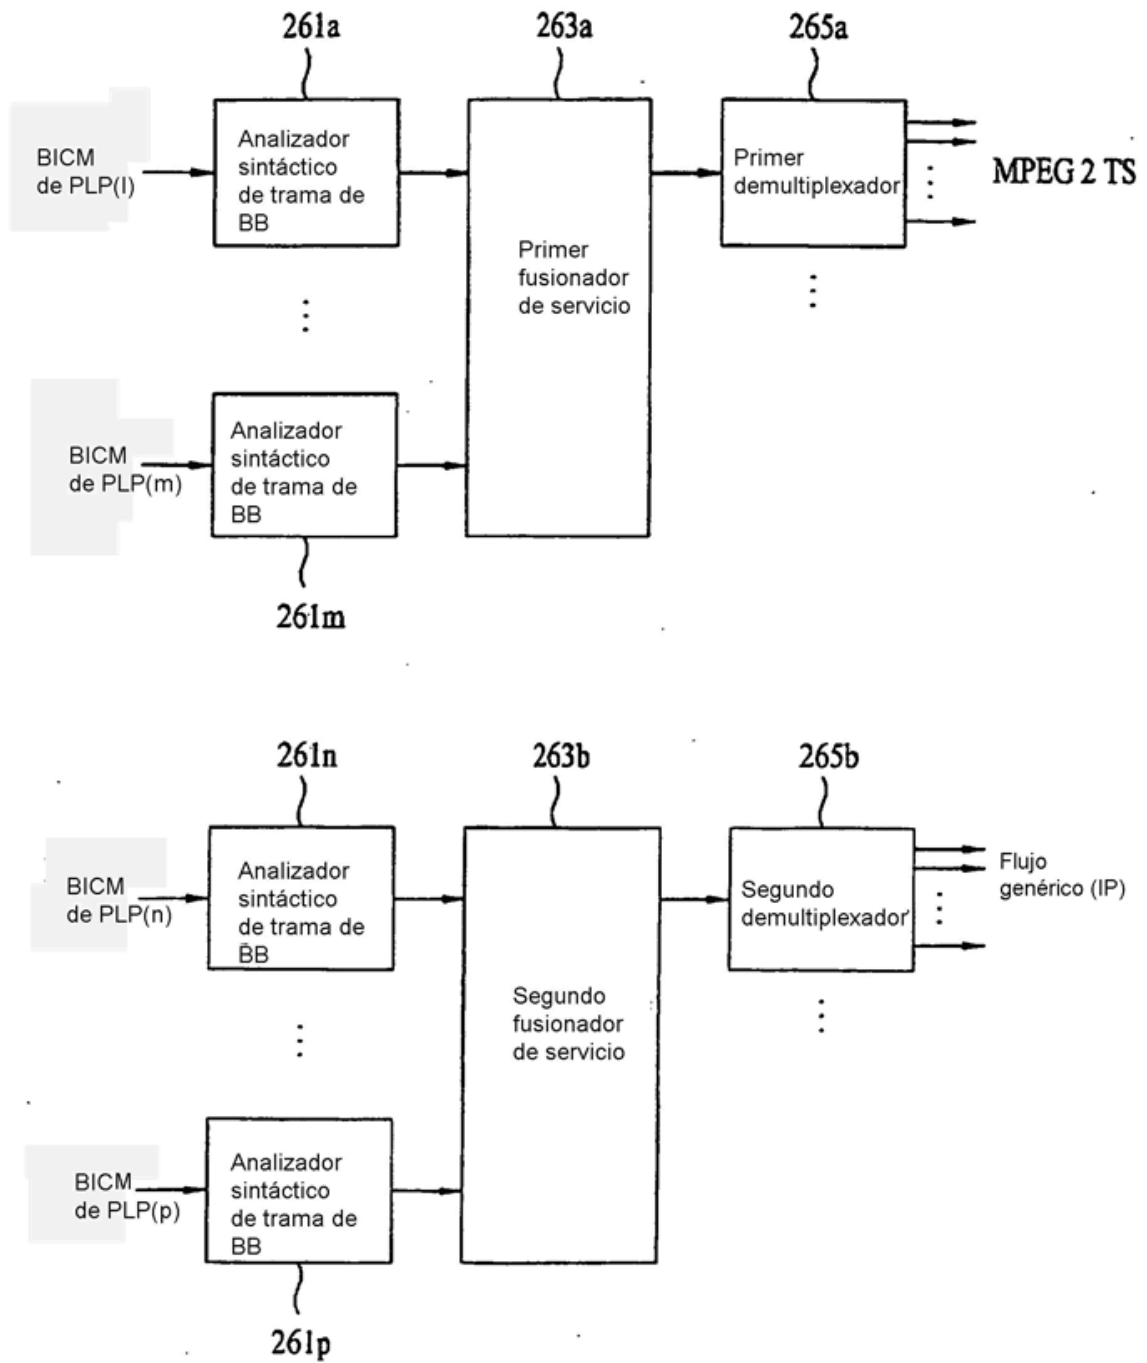 261a
263a
265a
BICM
de PLP(l)
Analizador
sintáctico
de trama de
BB
Primer
fusionador
de servicio
Primer
demultiplexador
MPEG 2 TS
BICM
de PLP(m)
Analizador
sintáctico
de trama de
BB
261m
261n
263b
265b
BICM
de PLP(n)
Analizador
sintáctico
de trama de
BB
Segundo
fusionador
de servicio
Segundo
demultiplexador
Flujo
genérico (IP)
BICM
de PLP(p)
Analizador
sintáctico
de trama de
BB
261p